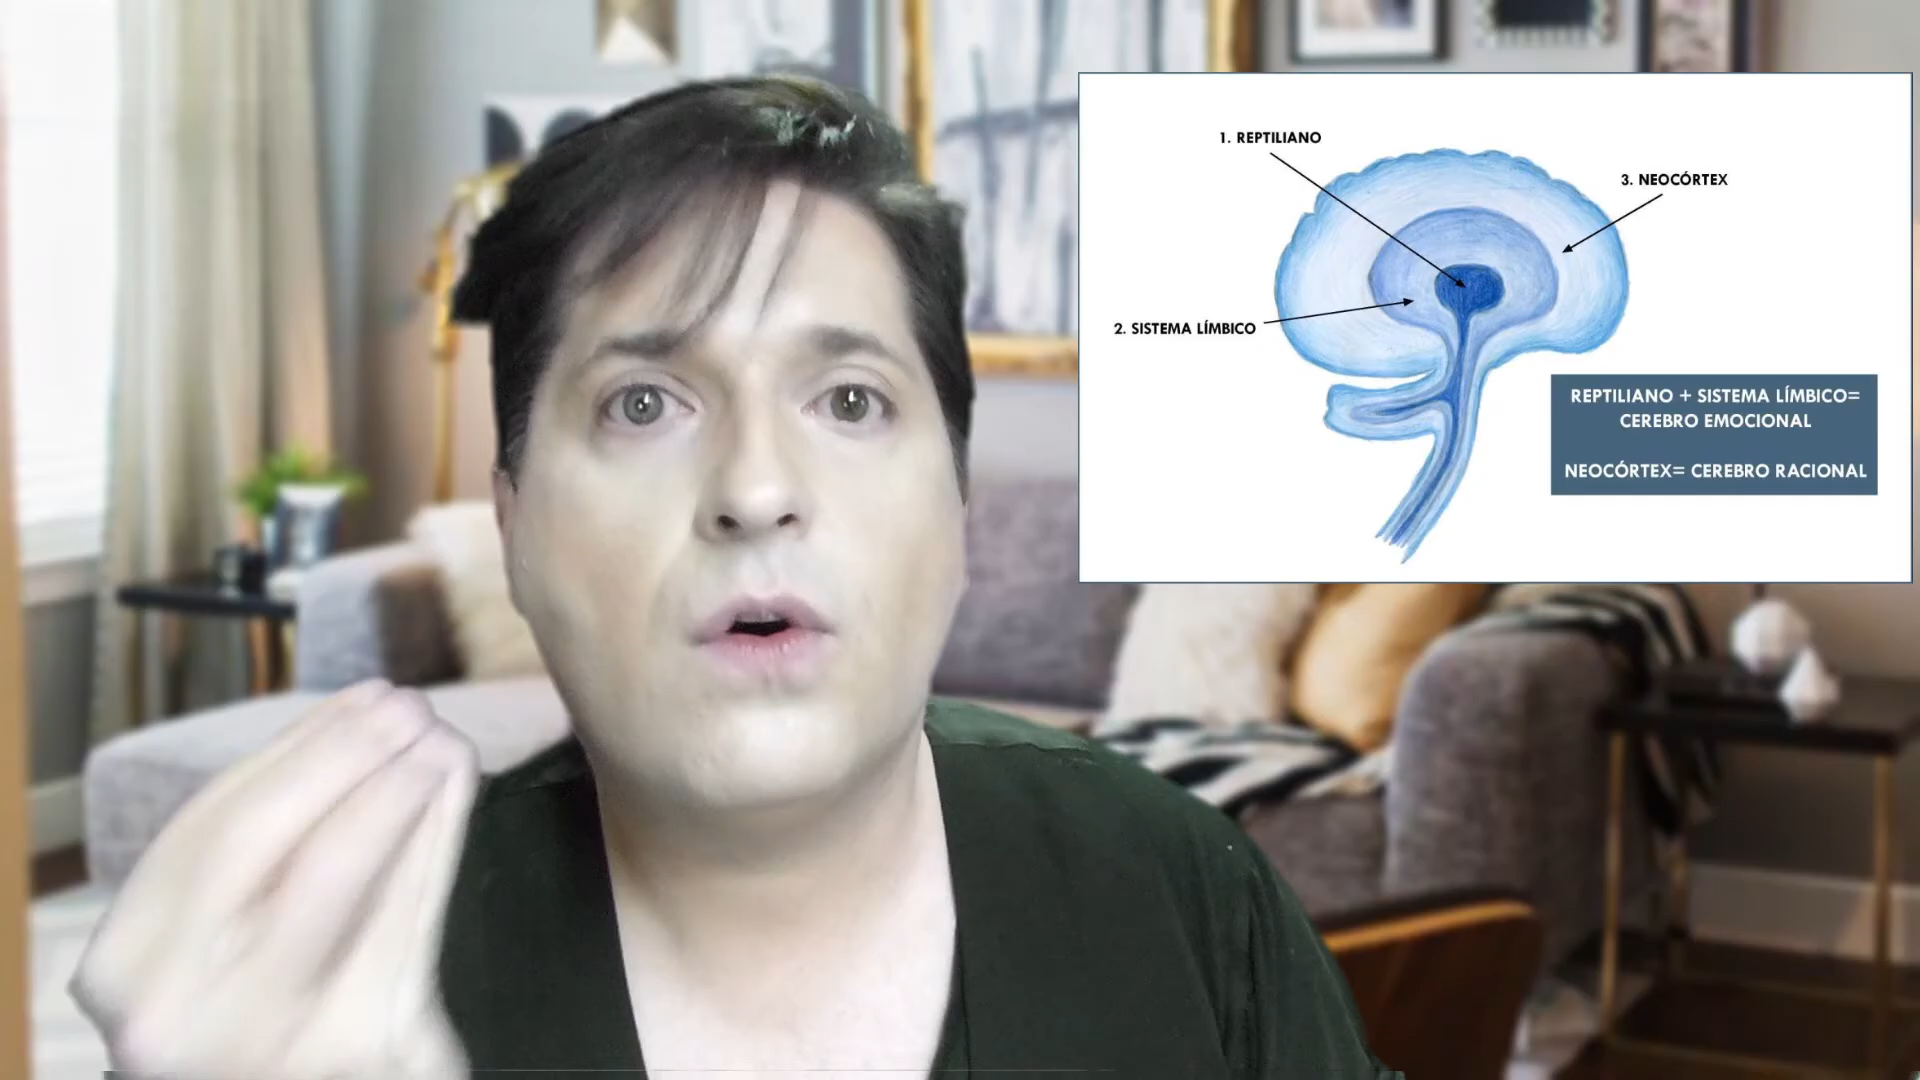 1. REPTILIANO
3. NEOCÓRTEX
2. SISTEMA LÍMBICO
REPTILIANO + SISTEMA LÍMBICO=
CEREBRO EMOCIONAL
NEOCÓRTEX= CEREBRO RACIONAL